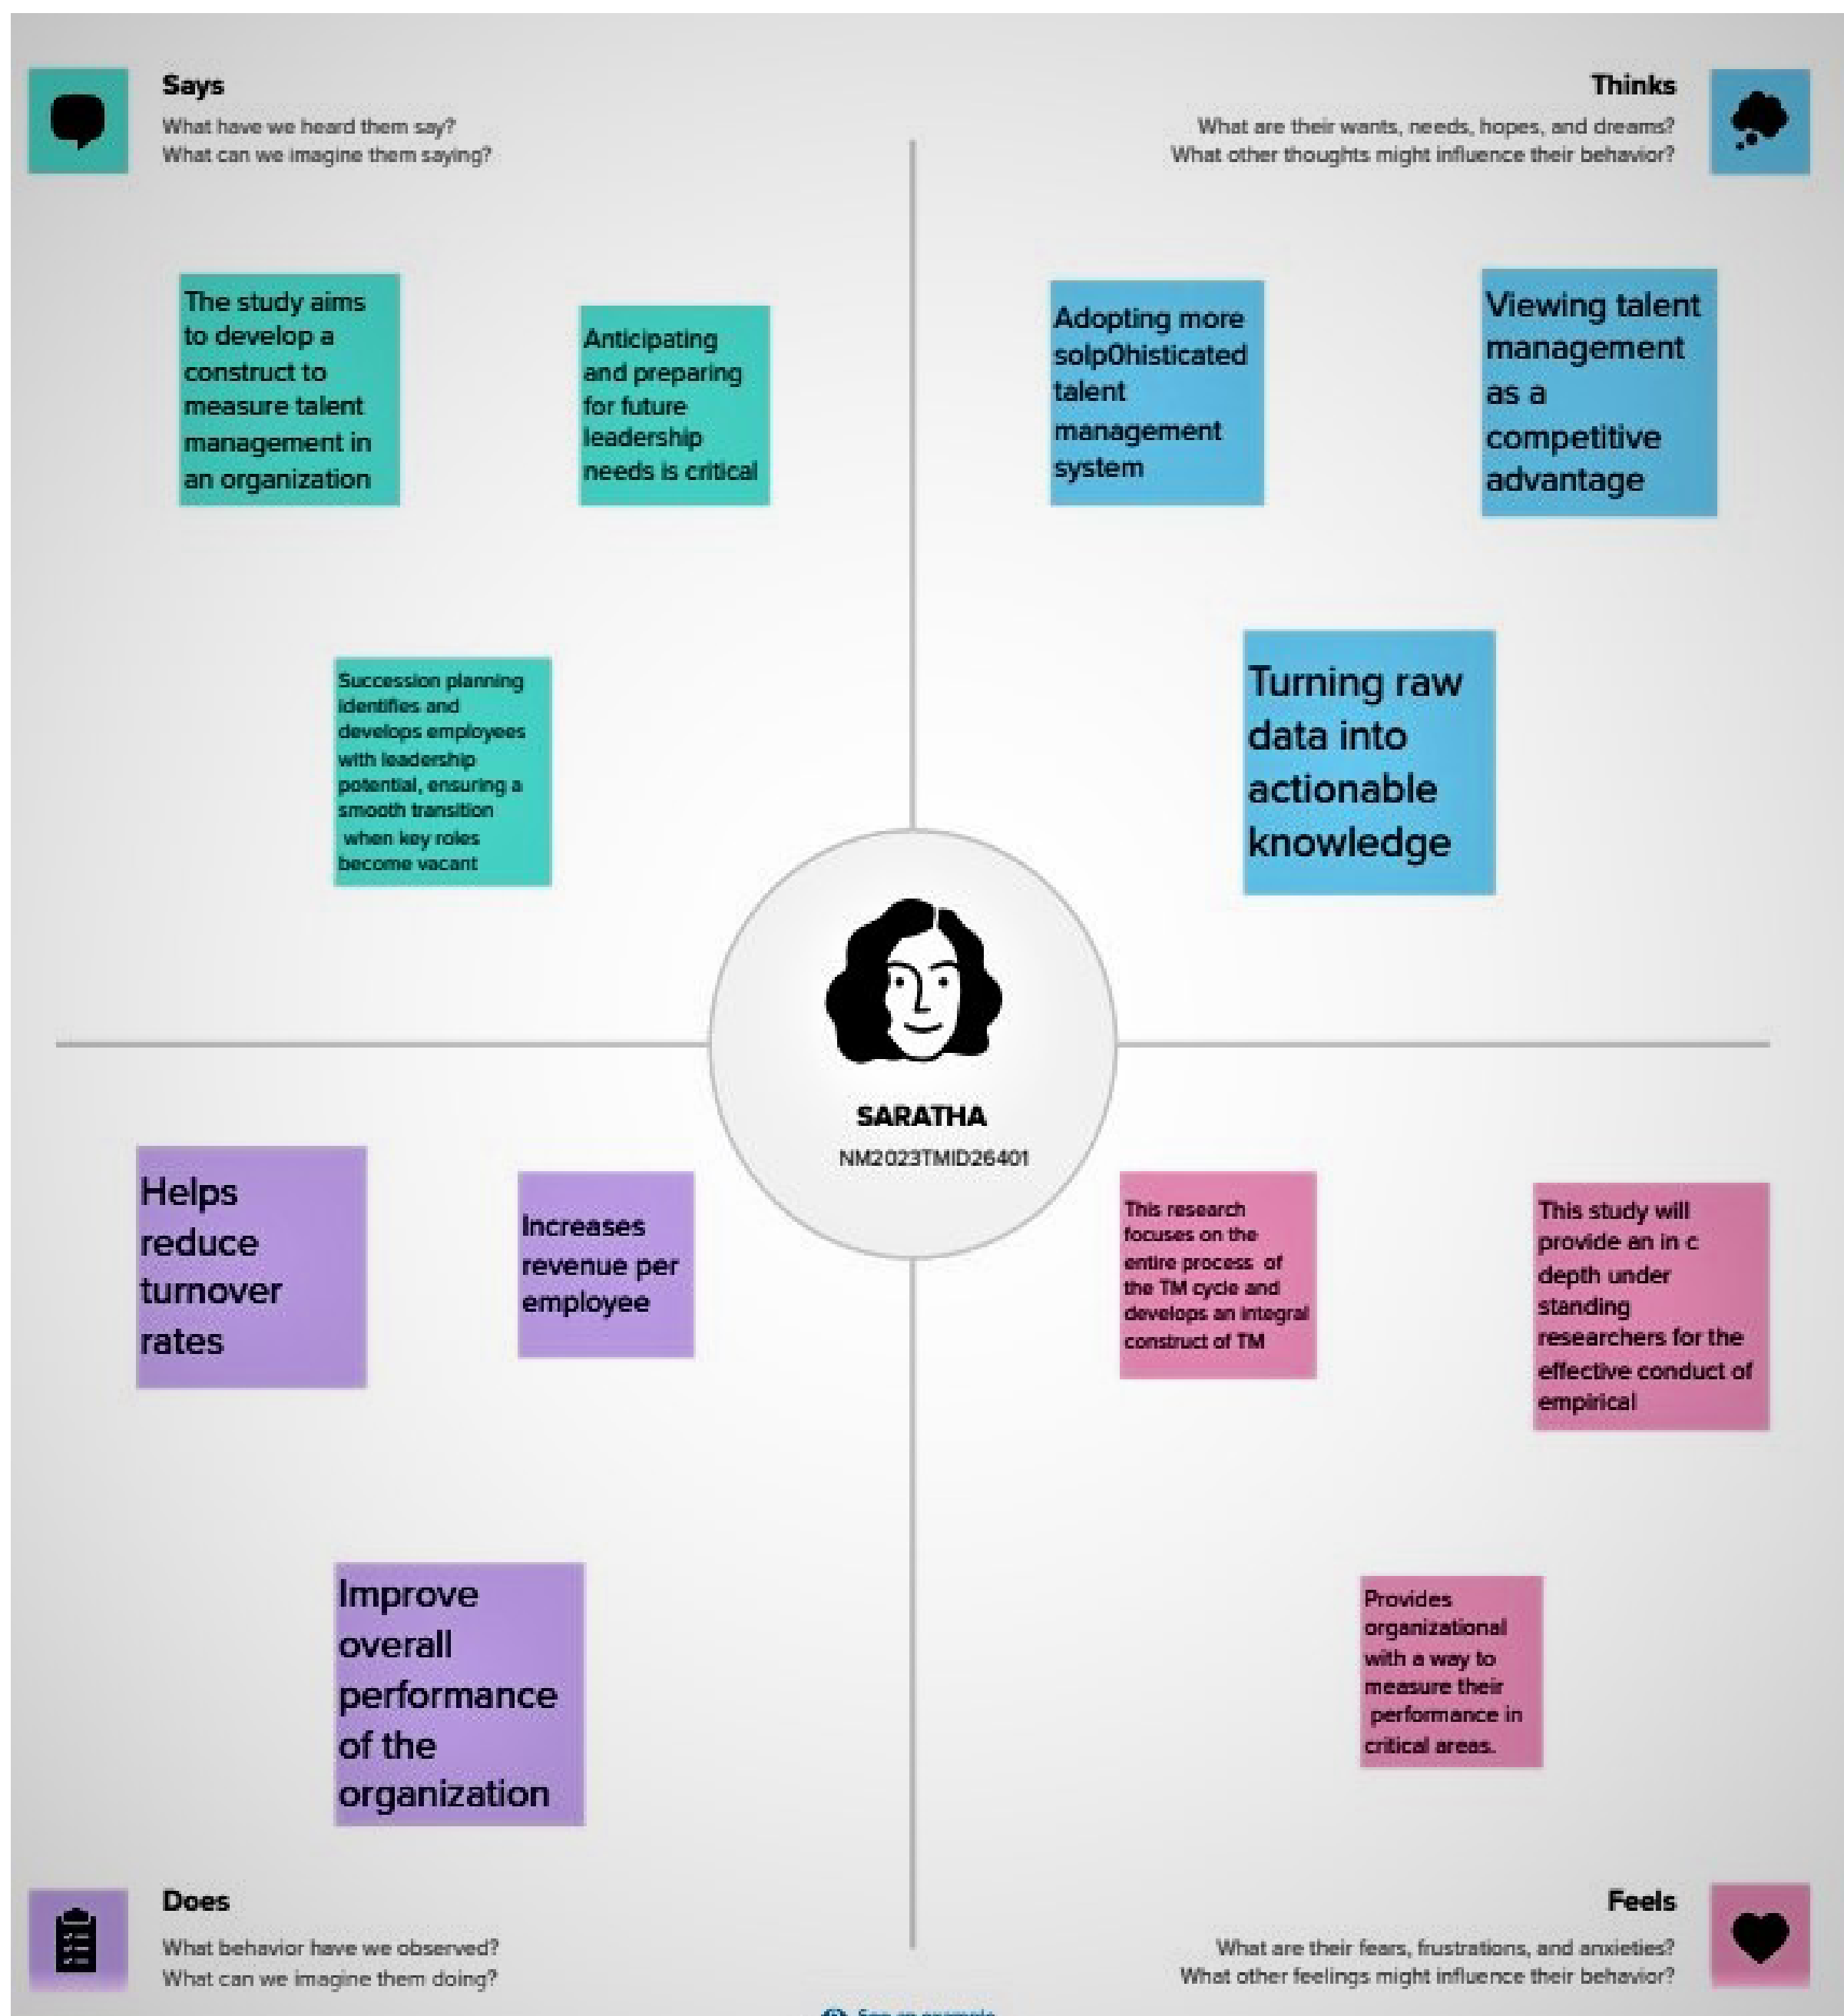 Says
What have we heard them say?
What can we imagine them saying?
Thinks
What are their wants, needs, hopes, and dreams?
What other thoughts might influence their behavior?
The study aims
to develop a
construct to
measure talent
management in
an organization
Anticipating
and preparing
for future
leadership
needs is critical
Succession planning
identifies and
develops employees
with leadership
potential, ensuring a
smooth transition
when key roles
become vacant
Adopting more
solp0histicated
talent
management
system
Viewing talent
management
as a
competitive
advantage
Turning raw
data into
actionable
knowledge
SARATHA
NM2023TMID26401
Helps
reduce
turnover
rates
Increases
revenue per
employee
Improve
overall
performance
of the
organization
This research
focuses on the
entire process of
the TM cycle and
develops an integral
construct of TM
This study will
provide an in c
depth under
standing
researchers for the
effective conduct of
empirical
Provides
organizational
with a way to
measure their
performance in
critical areas.
Does
What behavior have we observed?
What can we imagine them doing?
Feels
What are their fears, frustrations, and anxieties?
What other feelings might influence their behavior?
See an example